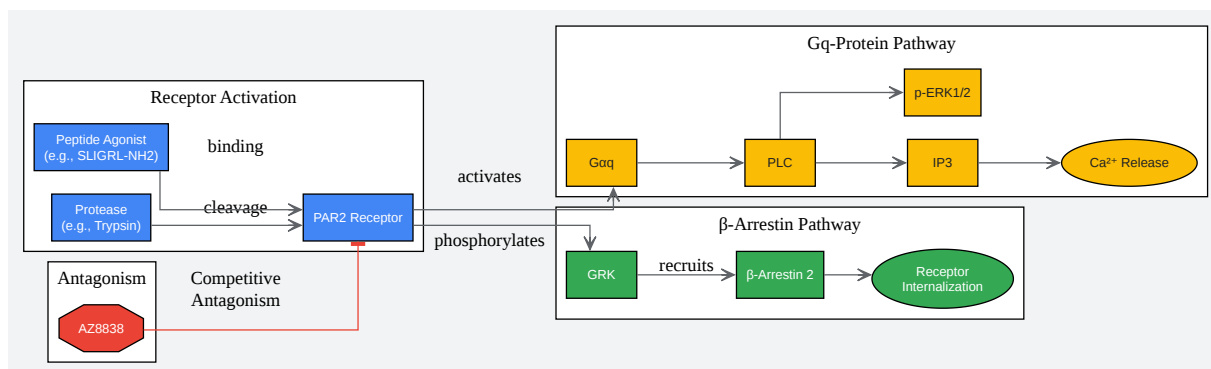 Receptor Activation
Peptide Agonist
(e.g., SLIGRL-NH2)
binding
Protease
(e.g., Trypsin)
cleavage
PAR2 Receptor
Antagonism
AZ8838
Competitive
Antagonism
activates
phosphorylates
Gq-Protein Pathway
p-ERK1/2
Gαq
PLC
IP3
Ca²⁺ Release
β-Arrestin Pathway
GRK
recruits
β-Arrestin 2
Receptor
Internalization